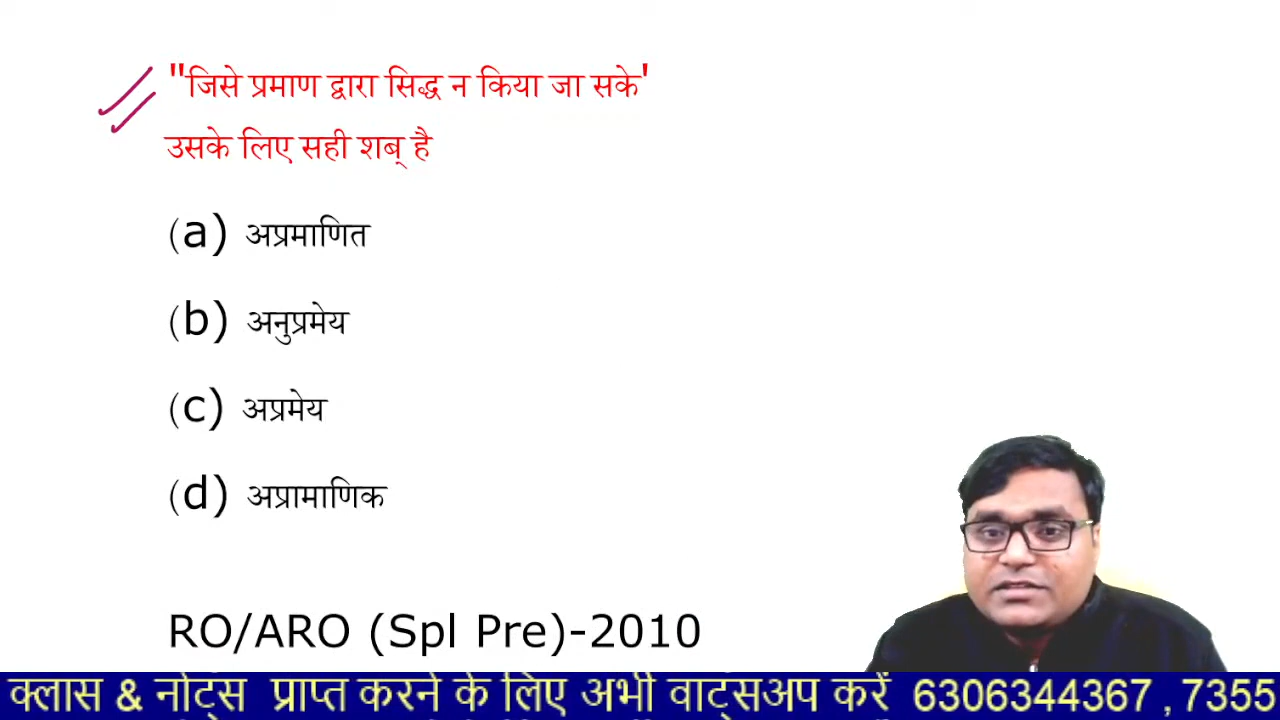 "जिसे प्रमाण द्वारा सिद्ध न किया जा सके'
उसके लिए सही शब् है
(a) अप्रमाणित
(b) अनुप्रमेय
(c) अप्रमेय
(d) अप्रामाणिक
RO/ARO (Spl Pre)-2010
क्लास & नोट्स प्राप्त करने के लिए अभी वाट्सअप करें 6306344367 , 7355